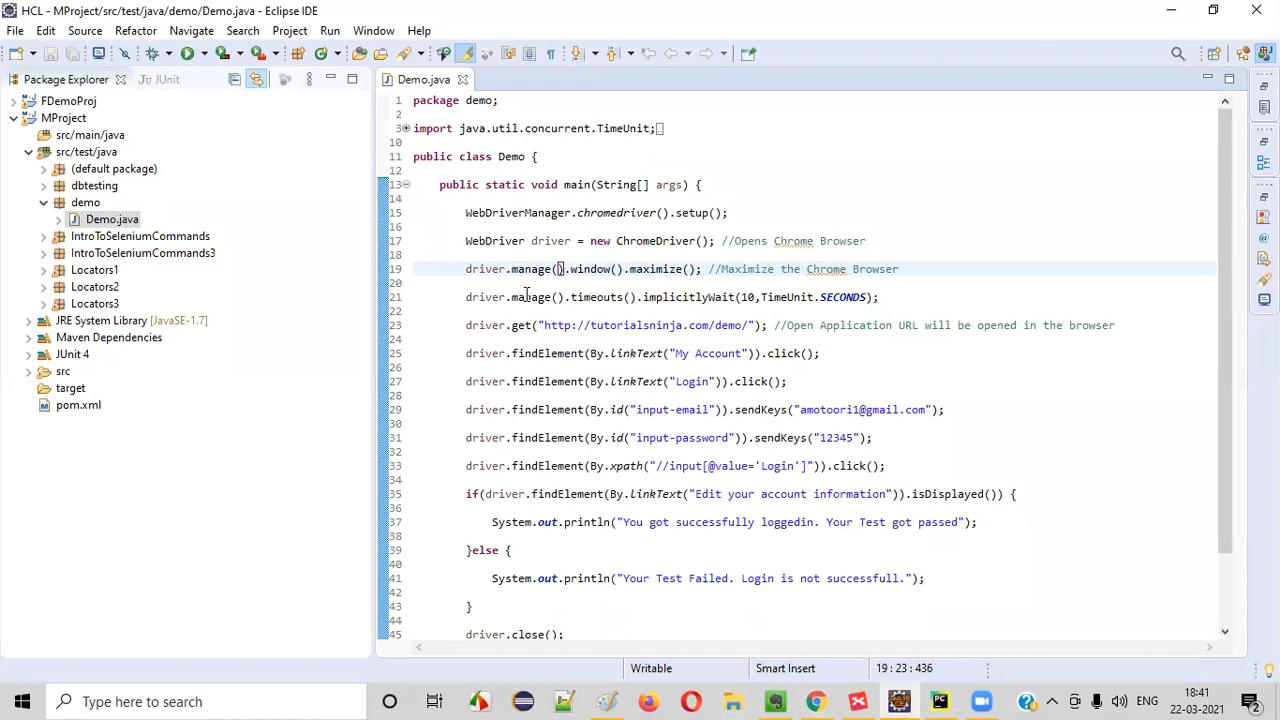 HCL - MProject/src/test/java/demo/Demo.java - Eclipse IDE
File Edit Source Refactor Navigate Search Project Run Window Help
Package Explorer JUnit
FDemoProj
MProject
src/main/java
src/test/java
(default package)
dbtesting
demo
Demo.java
IntroToSeleniumCommands
IntroToSeleniumCommands3
Locators1
Locators2
Locators3
JRE System Library [JavaSE-1.7]
Maven Dependencies
JUnit 4
src
target
pom.xml
Demo.java
1 package demo;
2
3 import java.util.concurrent.TimeUnit;
10
11 public class Demo {
12
13 public static void main(String[] args) {
14
15 WebDriverManager.chromedriver().setup();
16
17 WebDriver driver = new ChromeDriver(); //Opens Chrome Browser
18
19 driver.manage().window().maximize(); //Maximize the Chrome Browser
20
21 driver.manage().timeouts().implicitlyWait(10,TimeUnit.SECONDS);
22
23 driver.get("http://tutorialsninja.com/demo/"); //Open Application URL will be opened in the browser
24
25 driver.findElement(By.linkText("My Account")).click();
26
27 driver.findElement(By.linkText("Login")).click();
28
29 driver.findElement(By.id("input-email")).sendKeys("amotoori1@gmail.com");
30
31 driver.findElement(By.id("input-password")).sendKeys("12345");
32
33 driver.findElement(By.xpath("//input[@value='Login']")).click();
34
35 if(driver.findElement(By.linkText("Edit your account information")).isDisplayed()) {
36
37 System.out.println("You got successfully loggedin. Your Test got passed");
38
39 }else {
40
41 System.out.println("Your Test Failed. Login is not successfull.");
42
43 }
44
45 driver.close();
Writable Smart Insert 19 : 23 : 436
Type here to search
PC
ENG
18:41
22-03-2021
2